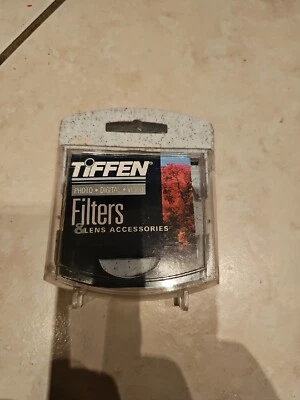 TIFFEN®
PHOTO • DIGITAL • VIDEO
Filters
& LENS ACCESSORIES